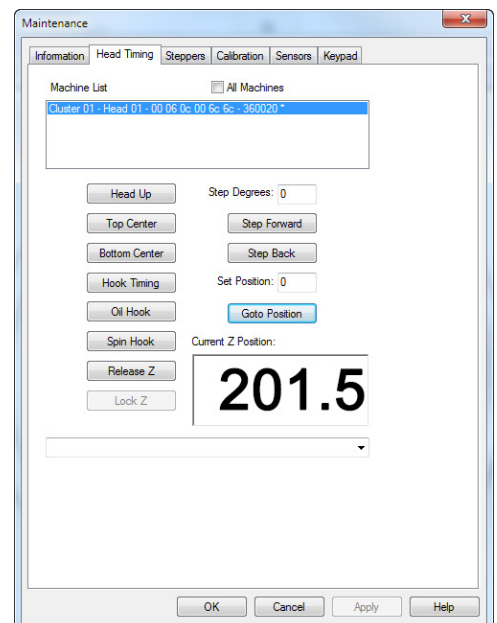 Maintenance
Information Head Timing Steppers Calibration Sensors Keypad
Machine List All Machines
Cluster 01 - Head 01 - 00 06 0c 00 6c 6c - 360020 *
Head Up Step Degrees: 0
Top Center Step Forward
Bottom Center Step Back
Hook Timing Set Position: 0
Oil Hook Goto Position
Spin Hook Current Z Position:
Release Z
201.5
Lock Z
OK Cancel Apply Help